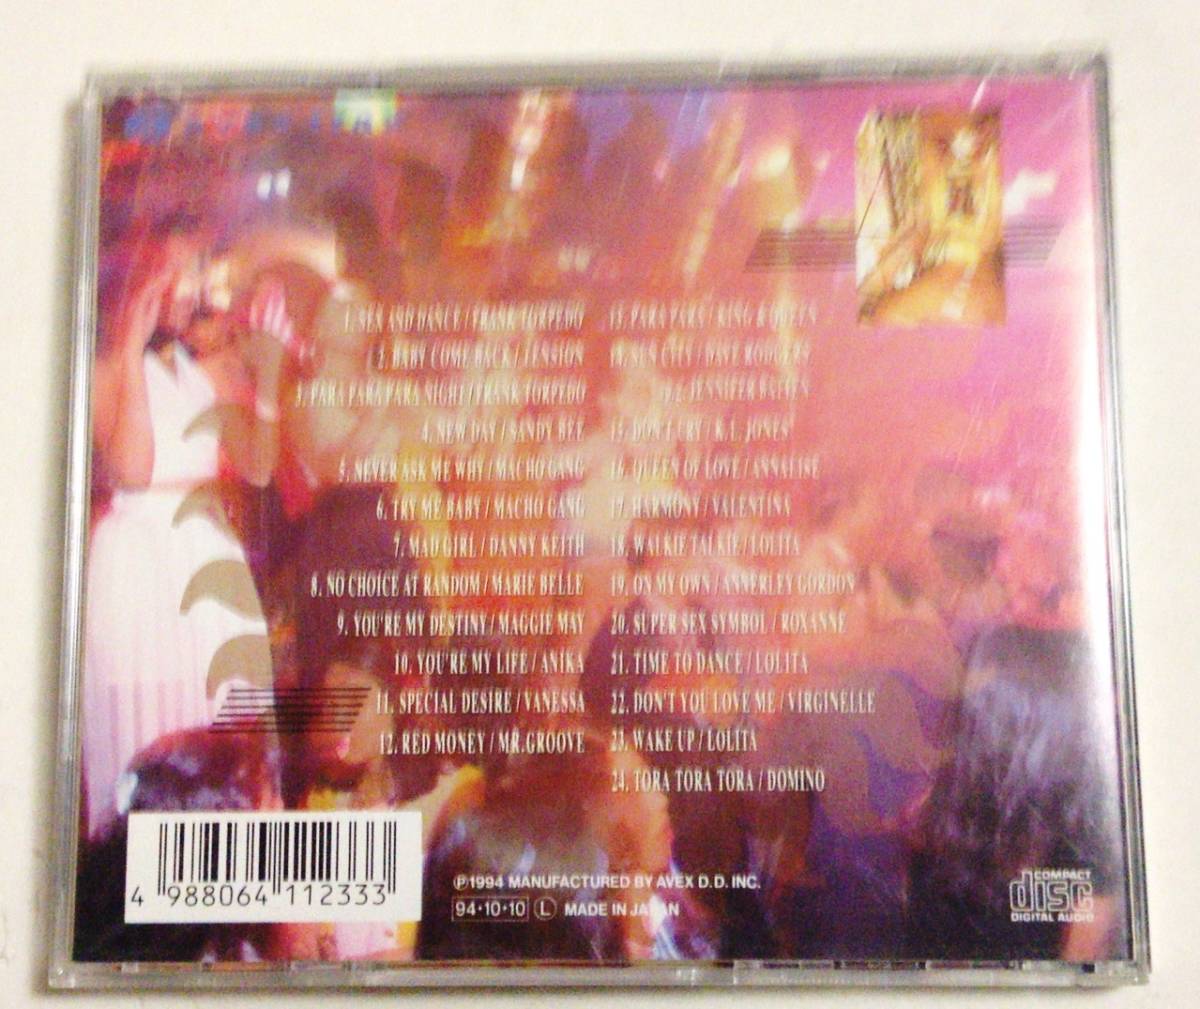 1. SEX AND DANCE / FRANK TORPEDO
2. BABY COME BACK / LENSION
3. PARA PARA PARA NIGHT / FRANK TORPEDO
4. NEW DAY / SANDY BEE
5. NEVER ASK ME WHY / MACHO GANG
6. TRY ME BABY / MACHO GANG
7. MAD GIRL / DANNY KEITH
8. NO CHOICE AT RANDOM / MARIE BELLE
9. YOU'RE MY DESTINY / MAGGIE MAY
10. YOU'RE MY LIFE / ANIKA
11. SPECIAL DESIRE / VANESSA
12. RED MONEY / MR.GROOVE
13. PARA PARA / KING & QUEEN
14. SUN CITY / DAVE RODGERS
JENNIFER BATTEN
15. DON'T CRY / K.L. JONES
16. QUEEN OF LOVE / ANNALISE
17. HARMONY / VALENTINA
18. WALKIE TALKIE / LOLITA
19. ON MY OWN / ANNERLEY GORDON
20. SUPER SEX SYMBOL / ROXANNE
21. TIME TO DANCE / LOLITA
22. DON'T YOU LOVE ME / VIRGINELLE
23. WAKE UP / LOLITA
24. TORA TORA TORA / DOMINO
4 988064 112333
Ⓟ1994 MANUFACTURED BY AVEX D.D. INC.
94•10•10 Ⓛ MADE IN JAPAN
COMPACT
disc
DIGITAL AUDIO